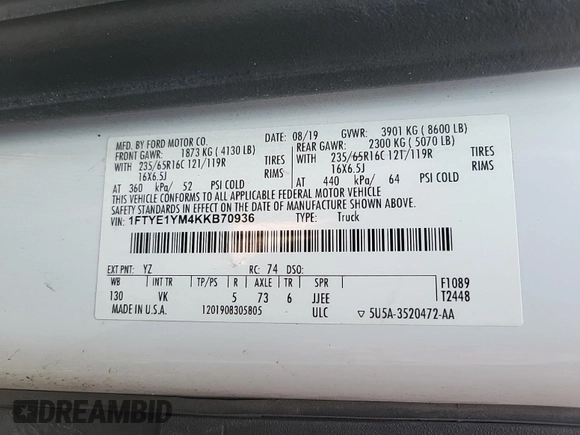 MFD. BY FORD MOTOR CO.
DATE: 08/19 GVWR: 3901 KG ( 8600 LB)
FRONT GAWR: 1873 KG ( 4130 LB) REAR GAWR: 2300 KG ( 5070 LB)
WITH 235/65R16C 121/119R TIRES WITH 235/65R16C 121/119R TIRES
16X6.5J RIMS 16X6.5J RIMS
AT 360 kPa/ 52 PSI COLD AT 440 kPa/ 64 PSI COLD
THIS VEHICLE CONFORMS TO ALL APPLICABLE FEDERAL MOTOR VEHICLE
SAFETY STANDARDS IN EFFECT ON THE DATE OF MANUFACTURE SHOWN ABOVE.
VIN: 1FTYE1YM4KKB70936 TYPE: Truck
EXT PNT: YZ RC: 74 DSO:
WB INT TR TP/PS R AXLE TR SPR F1089
130 VK 5 73 6 JJEE T2448
MADE IN U.S.A. 1201908305805 ULC ▽ 5U5A-3520472-AA
DREAMBID